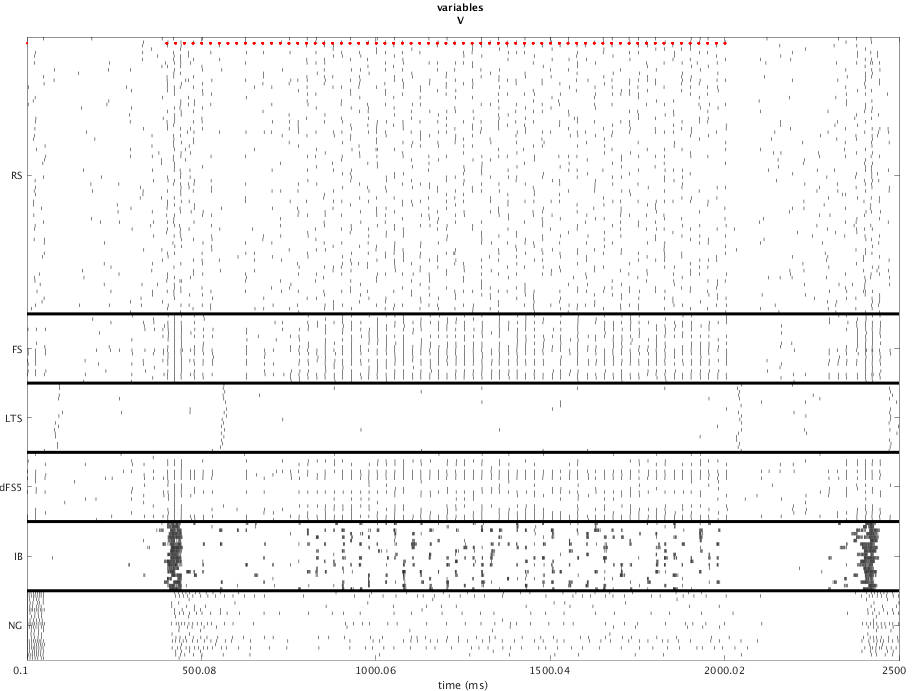 variables
V
RS
FS
LTS
dFS5
IB
NG
0.1
500.08
1000.06
1500.04
2000.02
2500
time (ms)